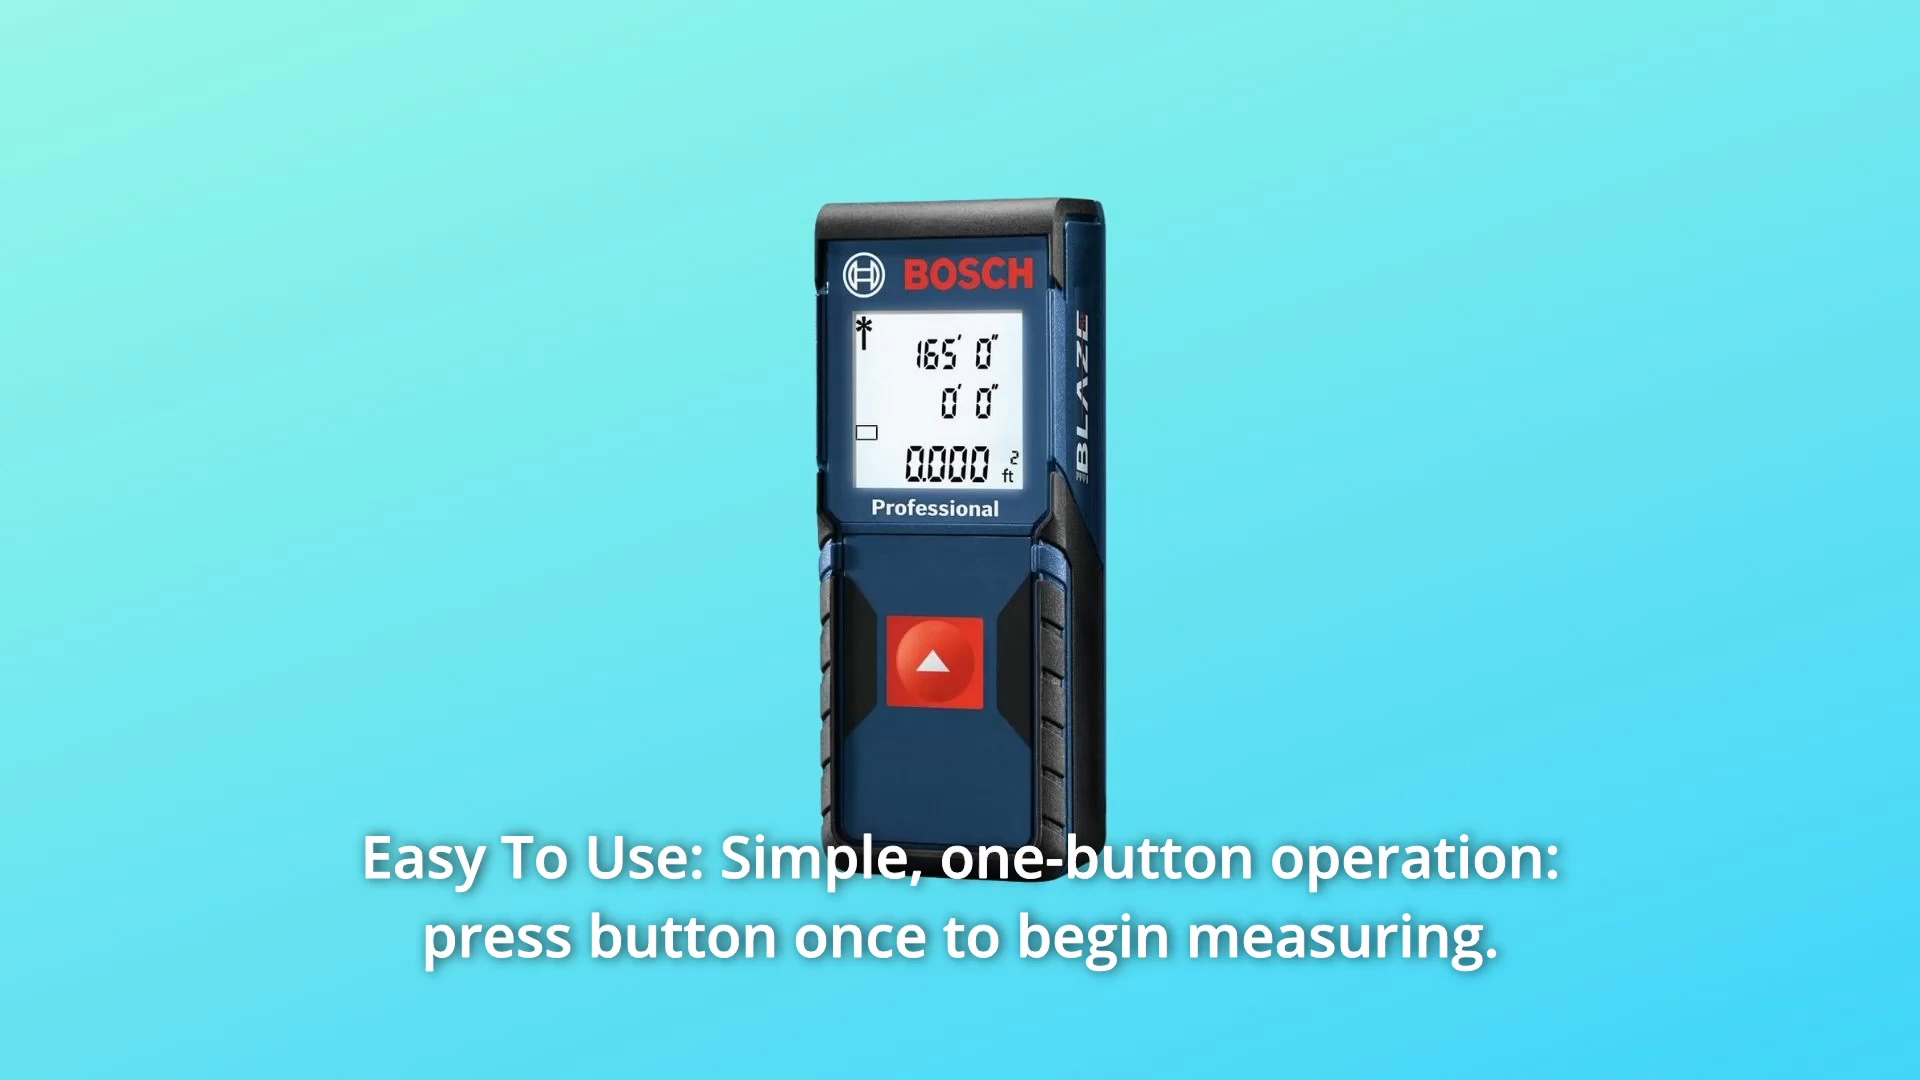 BOSCH
165' 0"
0' 0"
0.000 ft²
Professional
BLAZE
Easy To Use: Simple, one-button operation:
press button once to begin measuring.